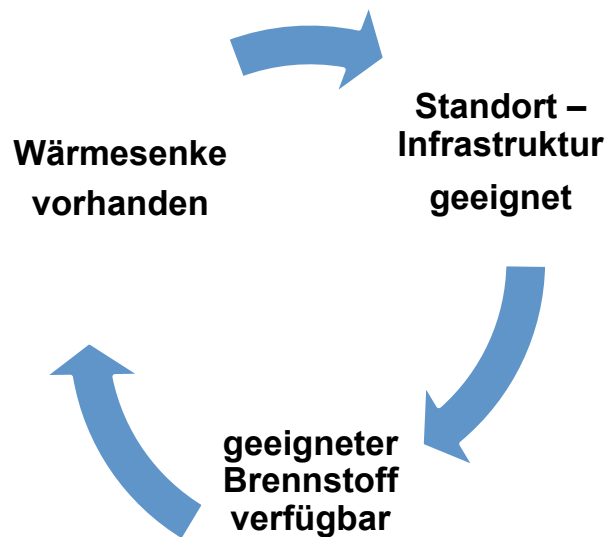 Wärmesenke
vorhanden
Standort –
Infrastruktur
geeignet
geeigneter
Brennstoff
verfügbar